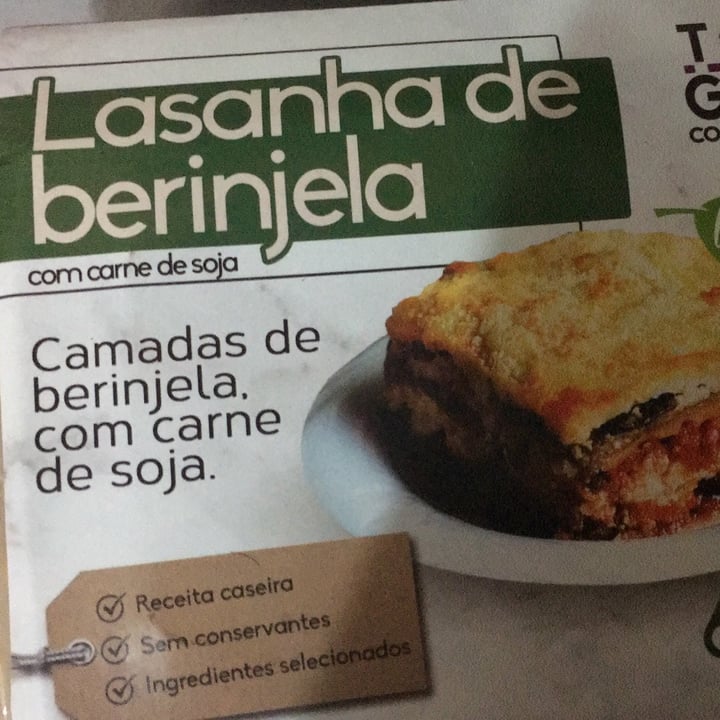 Lasanha de
berinjela
com carne de soja
Camadas de
berinjela,
com carne
de soja.
Receita caseira
Sem conservantes
Ingredientes selecionados